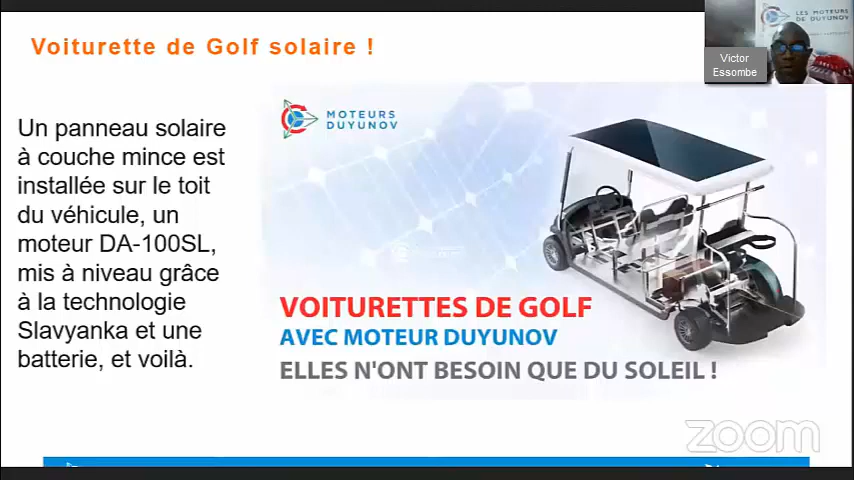 Voiturette de Golf solaire !
LES MOTEURS
DE DUYUNOV
Victor
Essombe
MOTEURS
DUYUNOV
Un panneau solaire
à couche mince est
installée sur le toit
du véhicule, un
moteur DA-100SL,
mis à niveau grâce
à la technologie
Slavyanka et une
batterie, et voilà.
VOITURETTES DE GOLF
AVEC MOTEUR DUYUNOV
ELLES N'ONT BESOIN QUE DU SOLEIL !
zoom